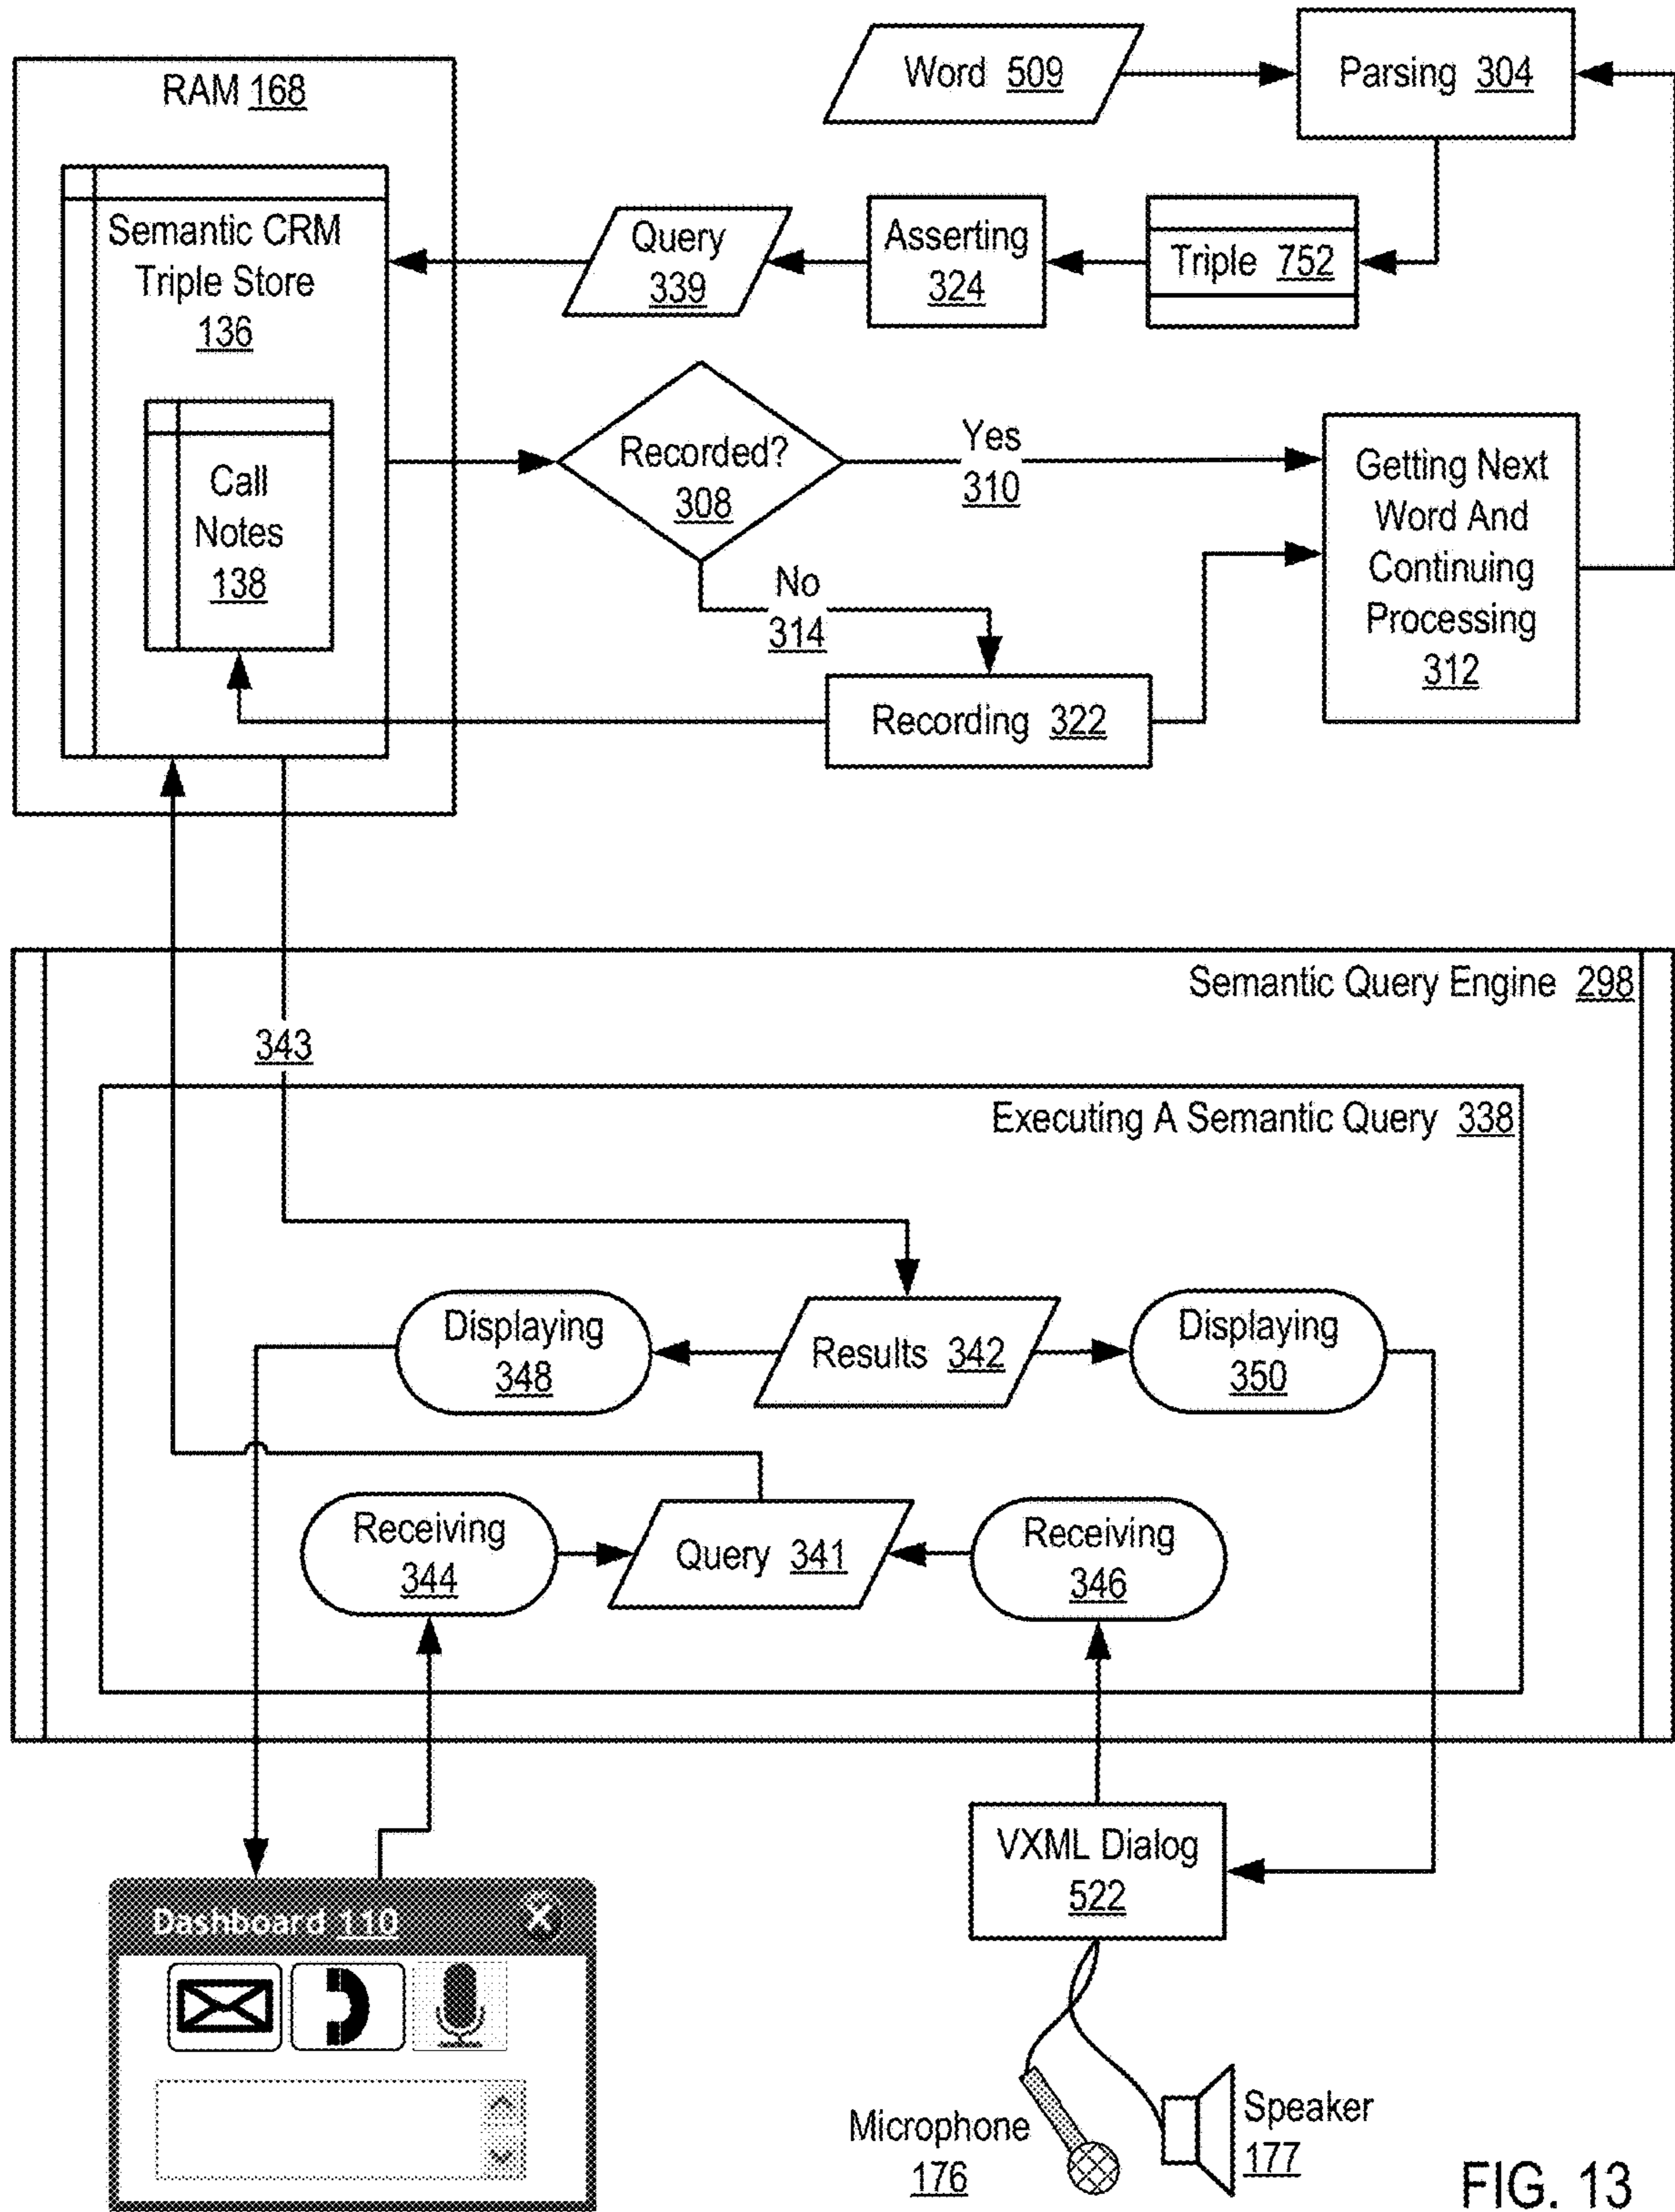 Word 509
Parsing 304
RAM 168
Semantic CRM
Triple Store
136
Query
339
Asserting
324
Triple 752
Call
Notes
138
Recorded?
308
Yes
310
No
314
Getting Next
Word And
Continuing
Processing
312
Recording 322
Semantic Query Engine 298
343
Executing A Semantic Query 338
Displaying
348
Results 342
Displaying
350
Receiving
344
Query 341
Receiving
346
VXML Dialog
522
Dashboard 110
X
Microphone
176
Speaker
177
FIG. 13